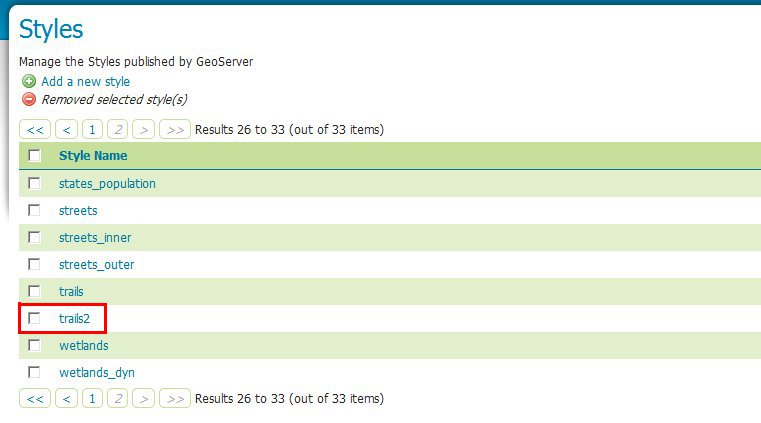 Styles
Manage the Styles published by GeoServer
Add a new style
Removed selected style(s)
<< < 1 2 > >> Results 26 to 33 (out of 33 items)
Style Name
states_population
streets
streets_inner
streets_outer
trails
trails2
wetlands
wetlands_dyn
<< < 1 2 > >> Results 26 to 33 (out of 33 items)